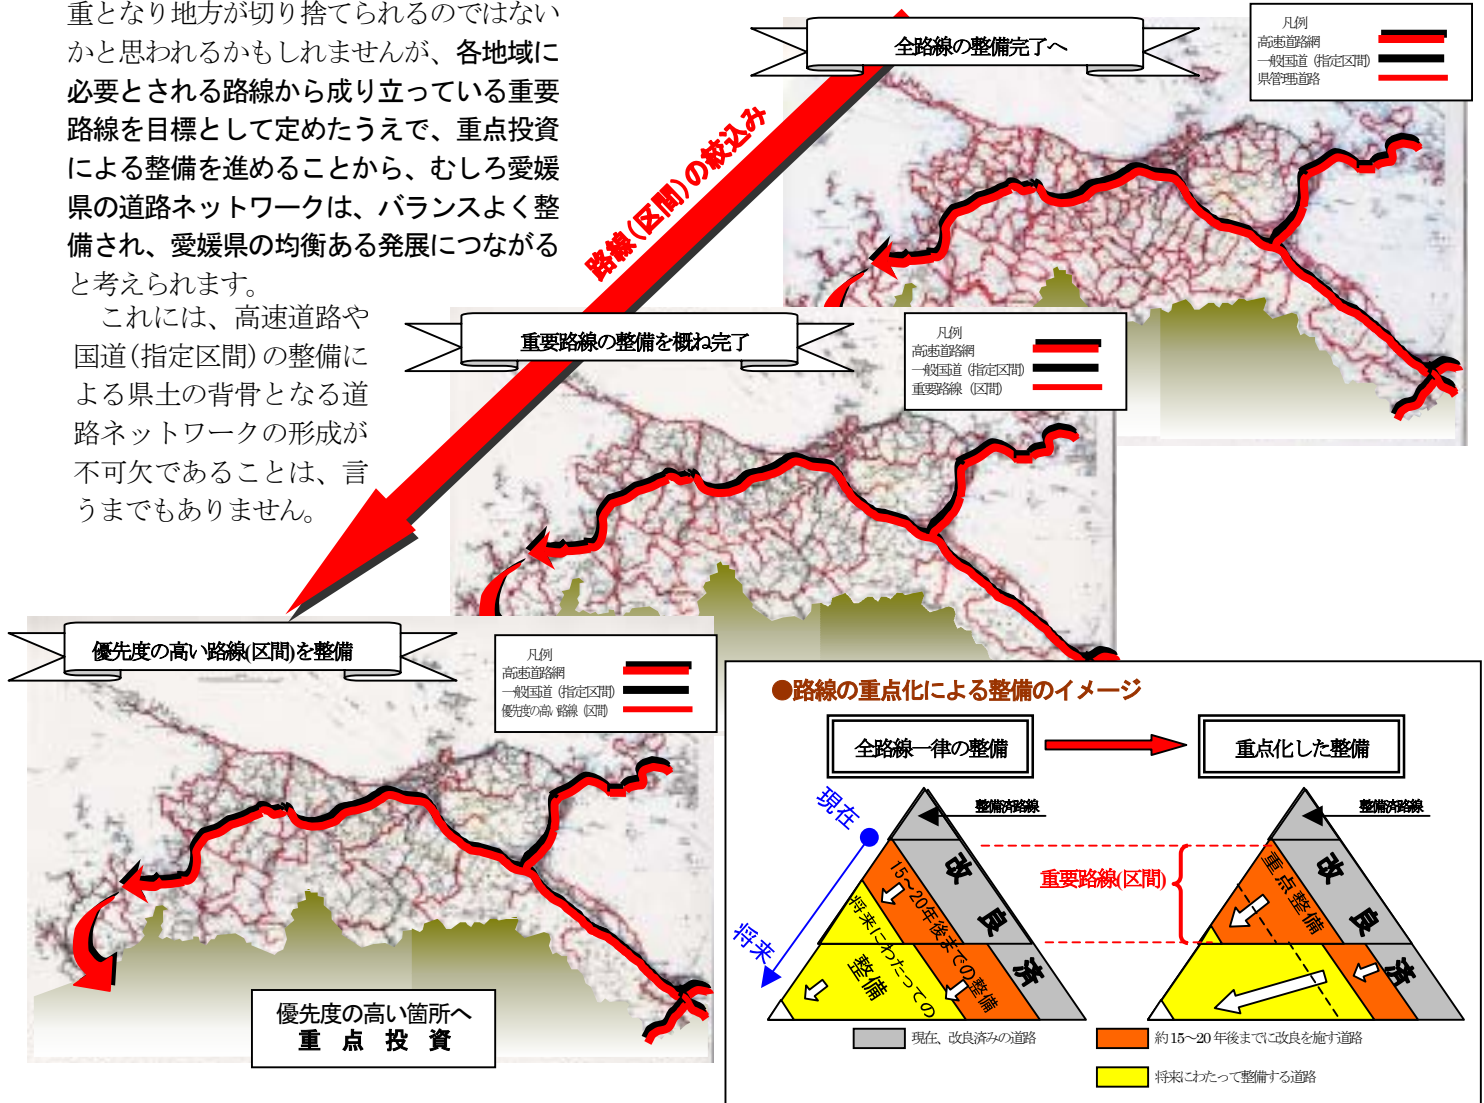 重となり地方が切り捨てられるのではない
かと思われるかもしれませんが、各地域に
必要とされる路線から成り立っている重要
路線を目標として定めたうえで、重点投資
による整備を進めることから、むしろ愛媛
県の道路ネットワークは、バランスよく整
備され、愛媛県の均衡ある発展につながる
と考えられます。
これには、高速道路や
国道(指定区間)の整備に
よる県土の背骨となる道
路ネットワークの形成が
不可欠であることは、言
うまでもありません。
路線(区間)の絞込み
全路線の整備完了へ
凡例
高速道路網
一般国道（指定区間）
県管理道路
重要路線の整備を概ね完了
凡例
高速道路網
一般国道（指定区間）
重要路線（区間）
優先度の高い路線(区間)を整備
凡例
高速道路網
一般国道（指定区間）
優先度の高い路線（区間）
優先度の高い箇所へ
重 点 投 資
●路線の重点化による整備のイメージ
全路線一律の整備
重点化した整備
現在
将来
整備済路線
改良済
15～20年後までの整備
将来にわたっての
整備
重要路線(区間)
整備済路線
改良済
重点整備
現在、改良済みの道路
約15～20年後までに改良を施す道路
将来にわたって整備する道路